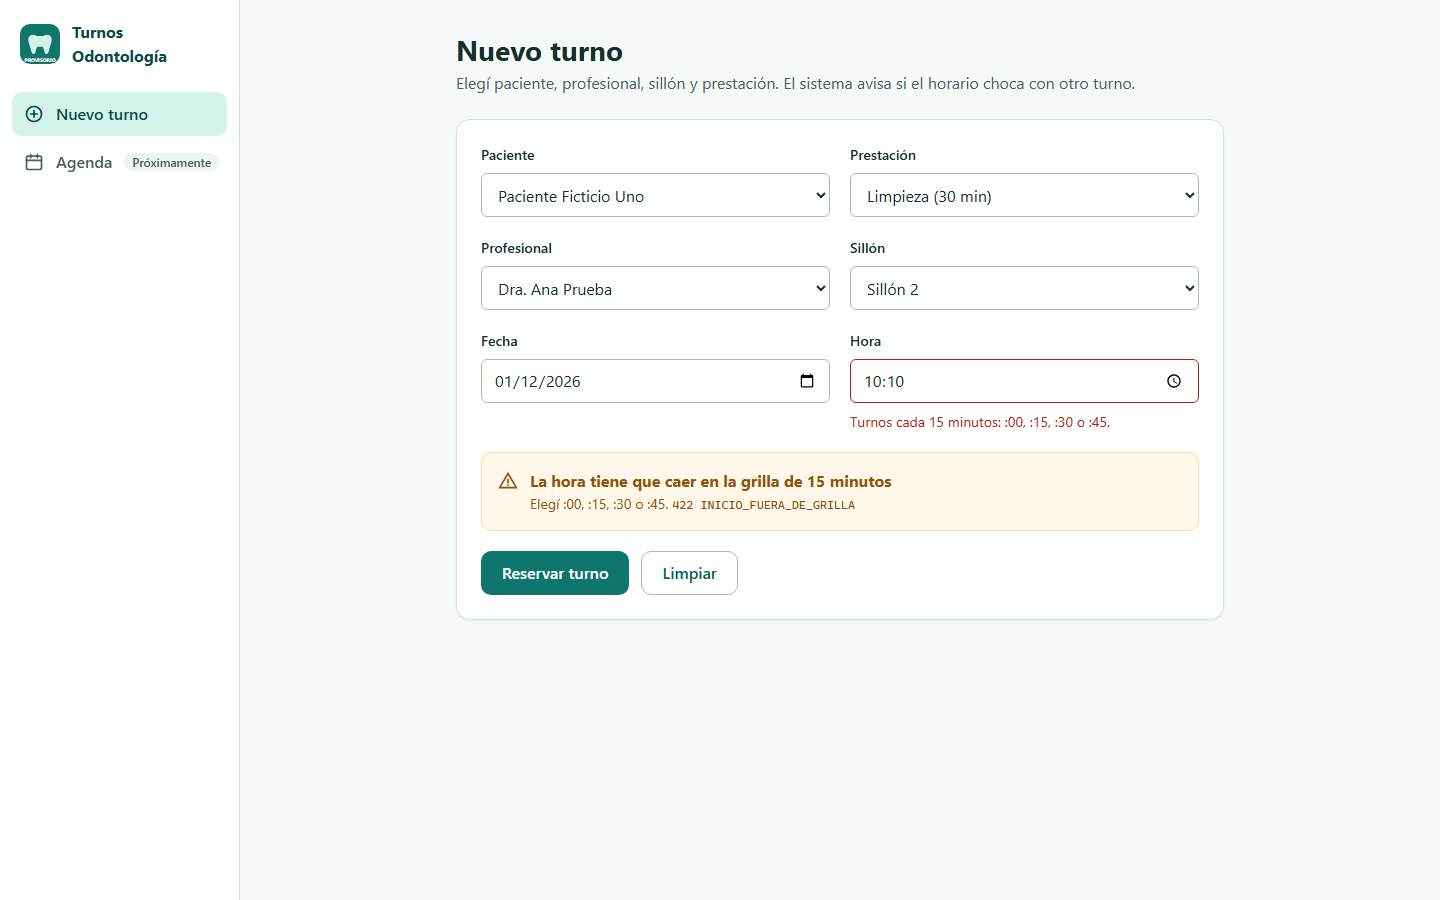 Turnos
Odontología
PROVISORIO
Nuevo turno
Agenda Próximamente
Nuevo turno
Elegí paciente, profesional, sillón y prestación. El sistema avisa si el horario choca con otro turno.
Paciente Prestación
Paciente Ficticio Uno Limpieza (30 min)
Profesional Sillón
Dra. Ana Prueba Sillón 2
Fecha Hora
01/12/2026 10:10
Turnos cada 15 minutos: :00, :15, :30 o :45.
La hora tiene que caer en la grilla de 15 minutos
Elegí :00, :15, :30 o :45. 422 INICIO_FUERA_DE_GRILLA
Reservar turno Limpiar